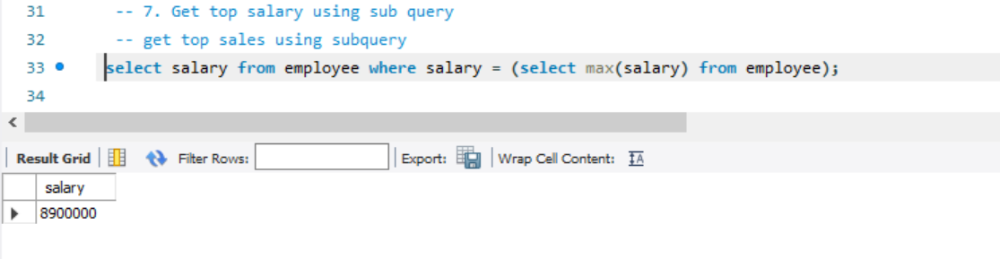 31 -- 7. Get top salary using sub query
32 -- get top sales using subquery
33 select salary from employee where salary = (select max(salary) from employee);
34
Result Grid Filter Rows: Export: Wrap Cell Content: IA
salary
8900000